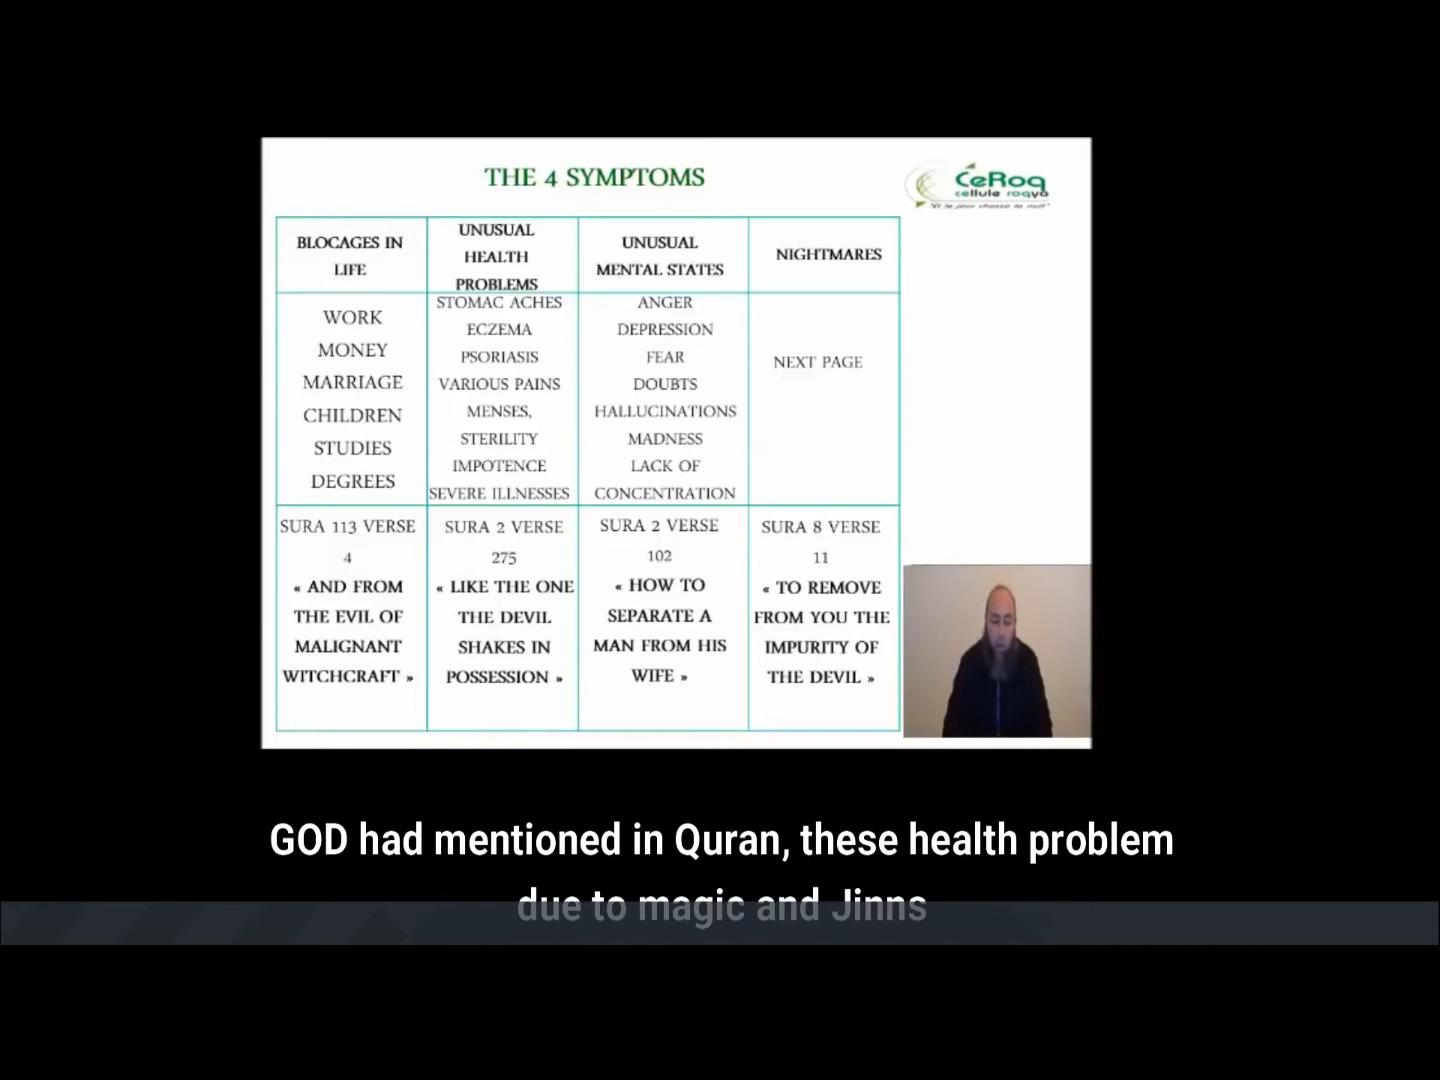 THE 4 SYMPTOMS
CeRoq
cellule roqya
BLOCAGES IN
LIFE
UNUSUAL
HEALTH
PROBLEMS
UNUSUAL
MENTAL STATES
NIGHTMARES
WORK
MONEY
MARRIAGE
CHILDREN
STUDIES
DEGREES
STOMAC ACHES
ECZEMA
PSORIASIS
VARIOUS PAINS
MENSES,
STERILITY
IMPOTENCE
SEVERE ILLNESSES
ANGER
DEPRESSION
FEAR
DOUBTS
HALLUCINATIONS
MADNESS
LACK OF
CONCENTRATION
NEXT PAGE
SURA 113 VERSE
4
« AND FROM
THE EVIL OF
MALIGNANT
WITCHCRAFT »
SURA 2 VERSE
275
« LIKE THE ONE
THE DEVIL
SHAKES IN
POSSESSION »
SURA 2 VERSE
102
« HOW TO
SEPARATE A
MAN FROM HIS
WIFE »
SURA 8 VERSE
11
« TO REMOVE
FROM YOU THE
IMPURITY OF
THE DEVIL »
GOD had mentioned in Quran, these health problem
due to magic and Jinns